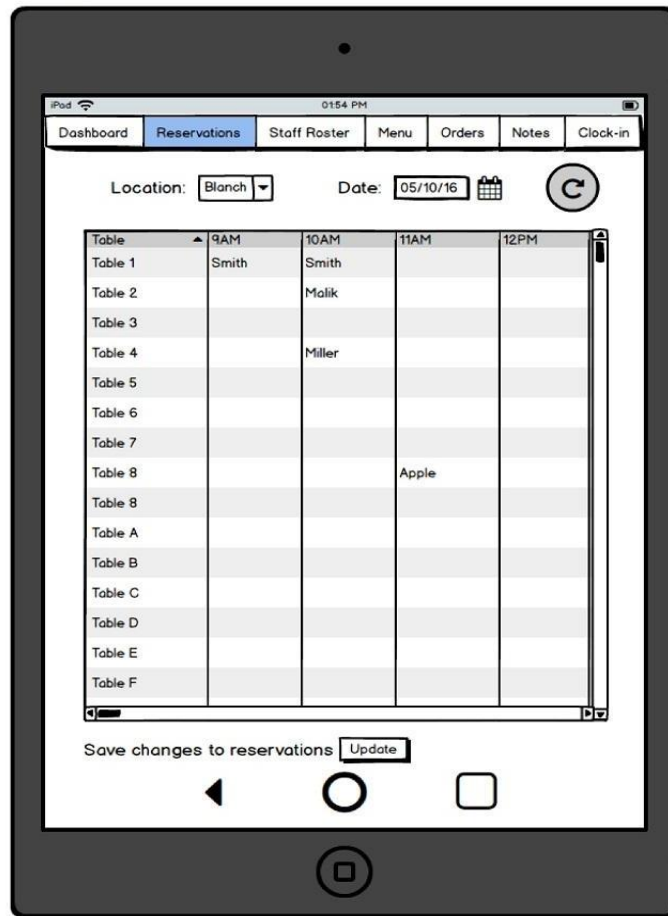 iPad 01:54 PM
Dashboard Reservations Staff Roster Menu Orders Notes Clock-in
Location: Blanch Date: 05/10/16
Table 9AM 10AM 11AM 12PM
Table 1 Smith Smith
Table 2 Malik
Table 3
Table 4 Miller
Table 5
Table 6
Table 7
Table 8 Apple
Table 8
Table A
Table B
Table C
Table D
Table E
Table F
Save changes to reservations Update